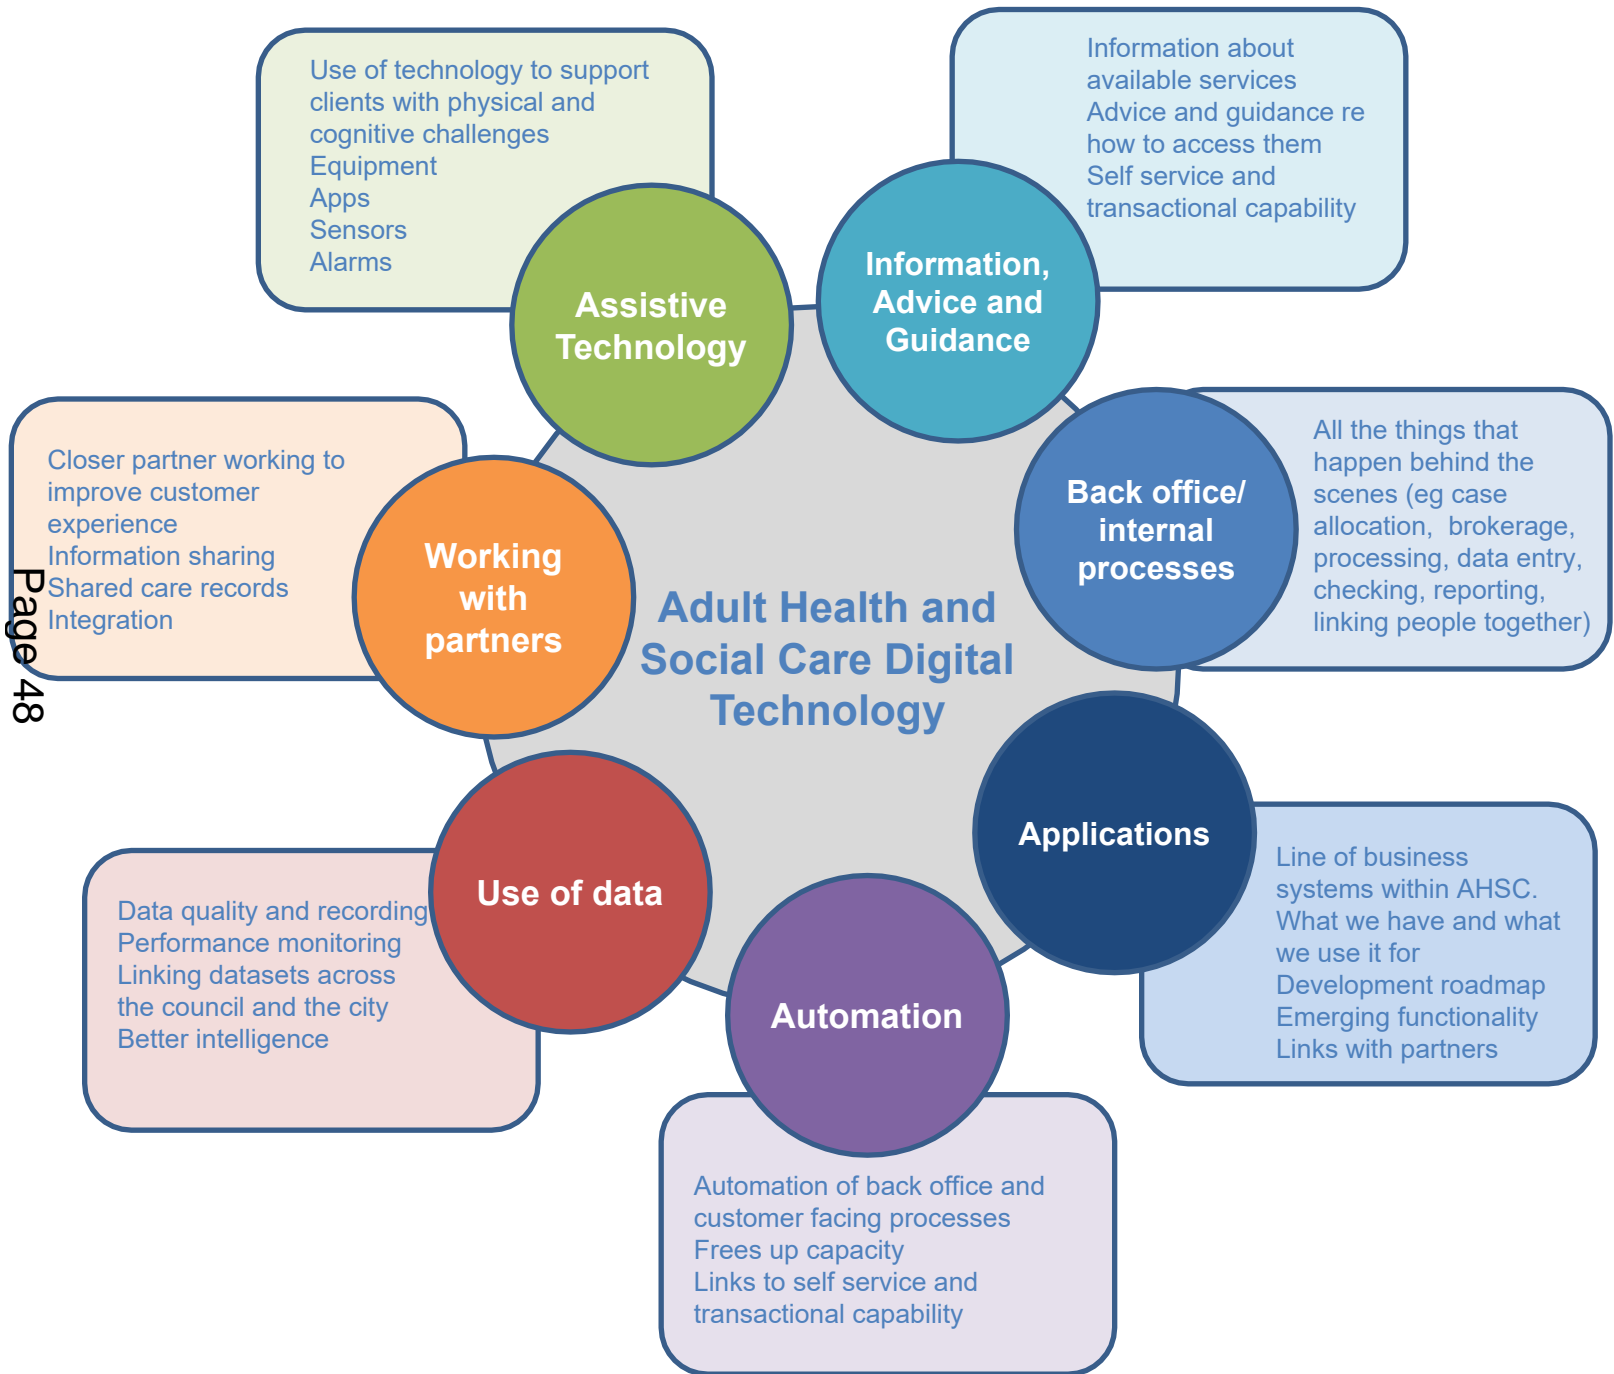 Use of technology to support
clients with physical and
cognitive challenges
Equipment
Apps
Sensors
Alarms
Assistive
Technology
Information about
available services
Advice and guidance re
how to access them
Self service and
transactional capability
Information,
Advice and
Guidance
All the things that
happen behind the
scenes (eg case
allocation,  brokerage,
processing, data entry,
checking, reporting,
linking people together)
Back office/
internal
processes
Closer partner working to
improve customer
experience
Information sharing
Shared care records
Integration
Working
with
partners
Page 48
Adult Health and
Social Care Digital
Technology
Applications
Line of business
systems within AHSC.
What we have and what
we use it for
Development roadmap
Emerging functionality
Links with partners
Use of data
Data quality and recording
Performance monitoring
Linking datasets across
the council and the city
Better intelligence
Automation
Automation of back office and
customer facing processes
Frees up capacity
Links to self service and
transactional capability